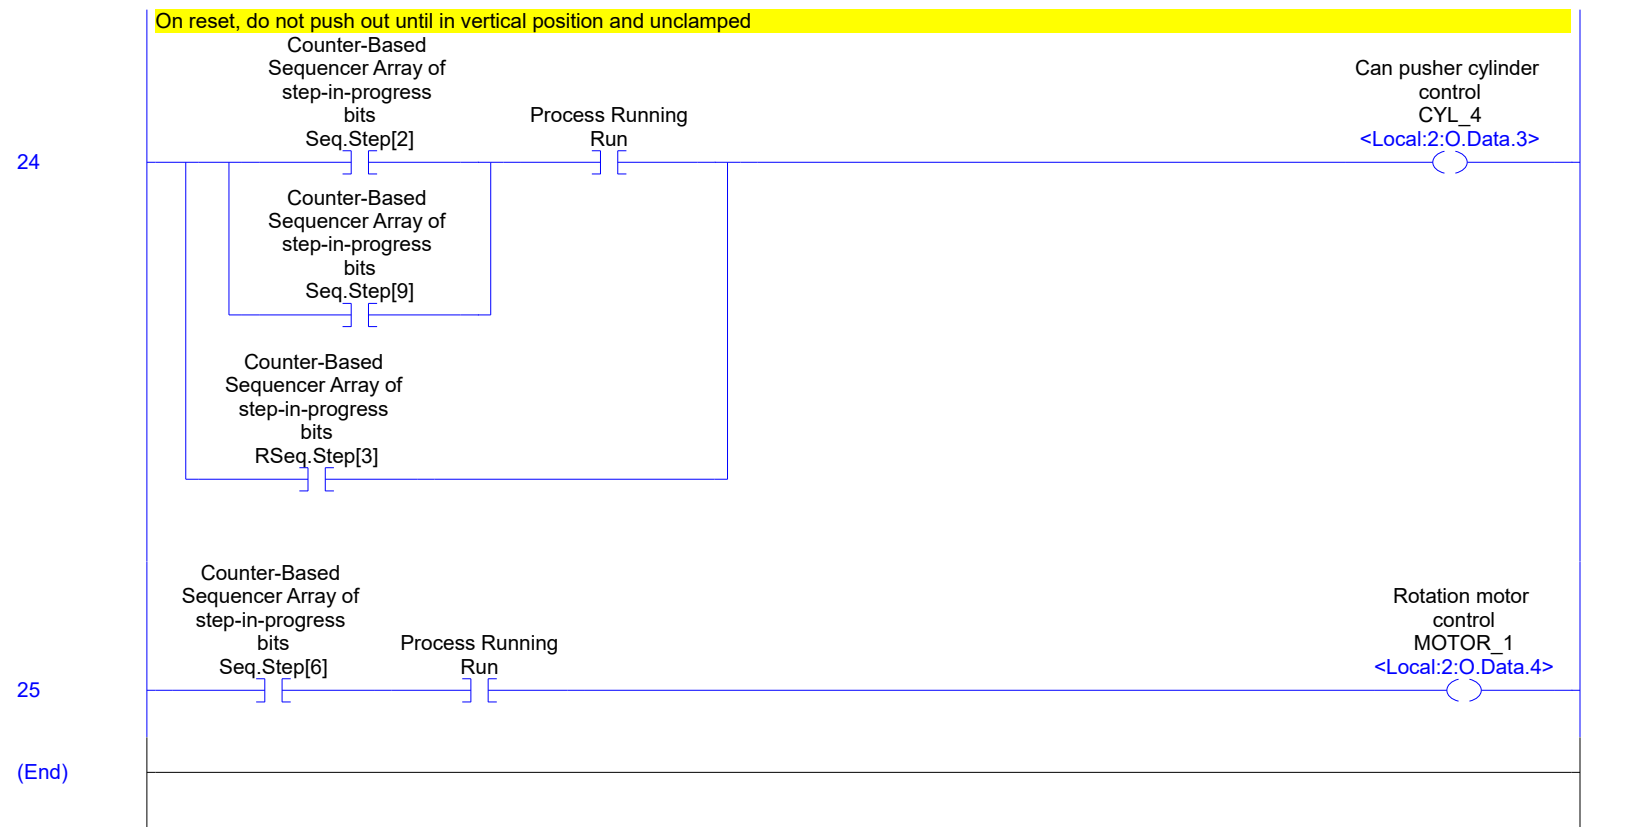 On reset, do not push out until in vertical position and unclamped
Counter-Based
Sequencer Array of
step-in-progress
bits
Seq.Step[2]
Process Running
Run
Can pusher cylinder
control
CYL_4
<Local:2:O.Data.3>
24
Counter-Based
Sequencer Array of
step-in-progress
bits
Seq.Step[9]
Counter-Based
Sequencer Array of
step-in-progress
bits
RSeq.Step[3]
Counter-Based
Sequencer Array of
step-in-progress
bits
Seq.Step[6]
Process Running
Run
Rotation motor
control
MOTOR_1
<Local:2:O.Data.4>
25
(End)